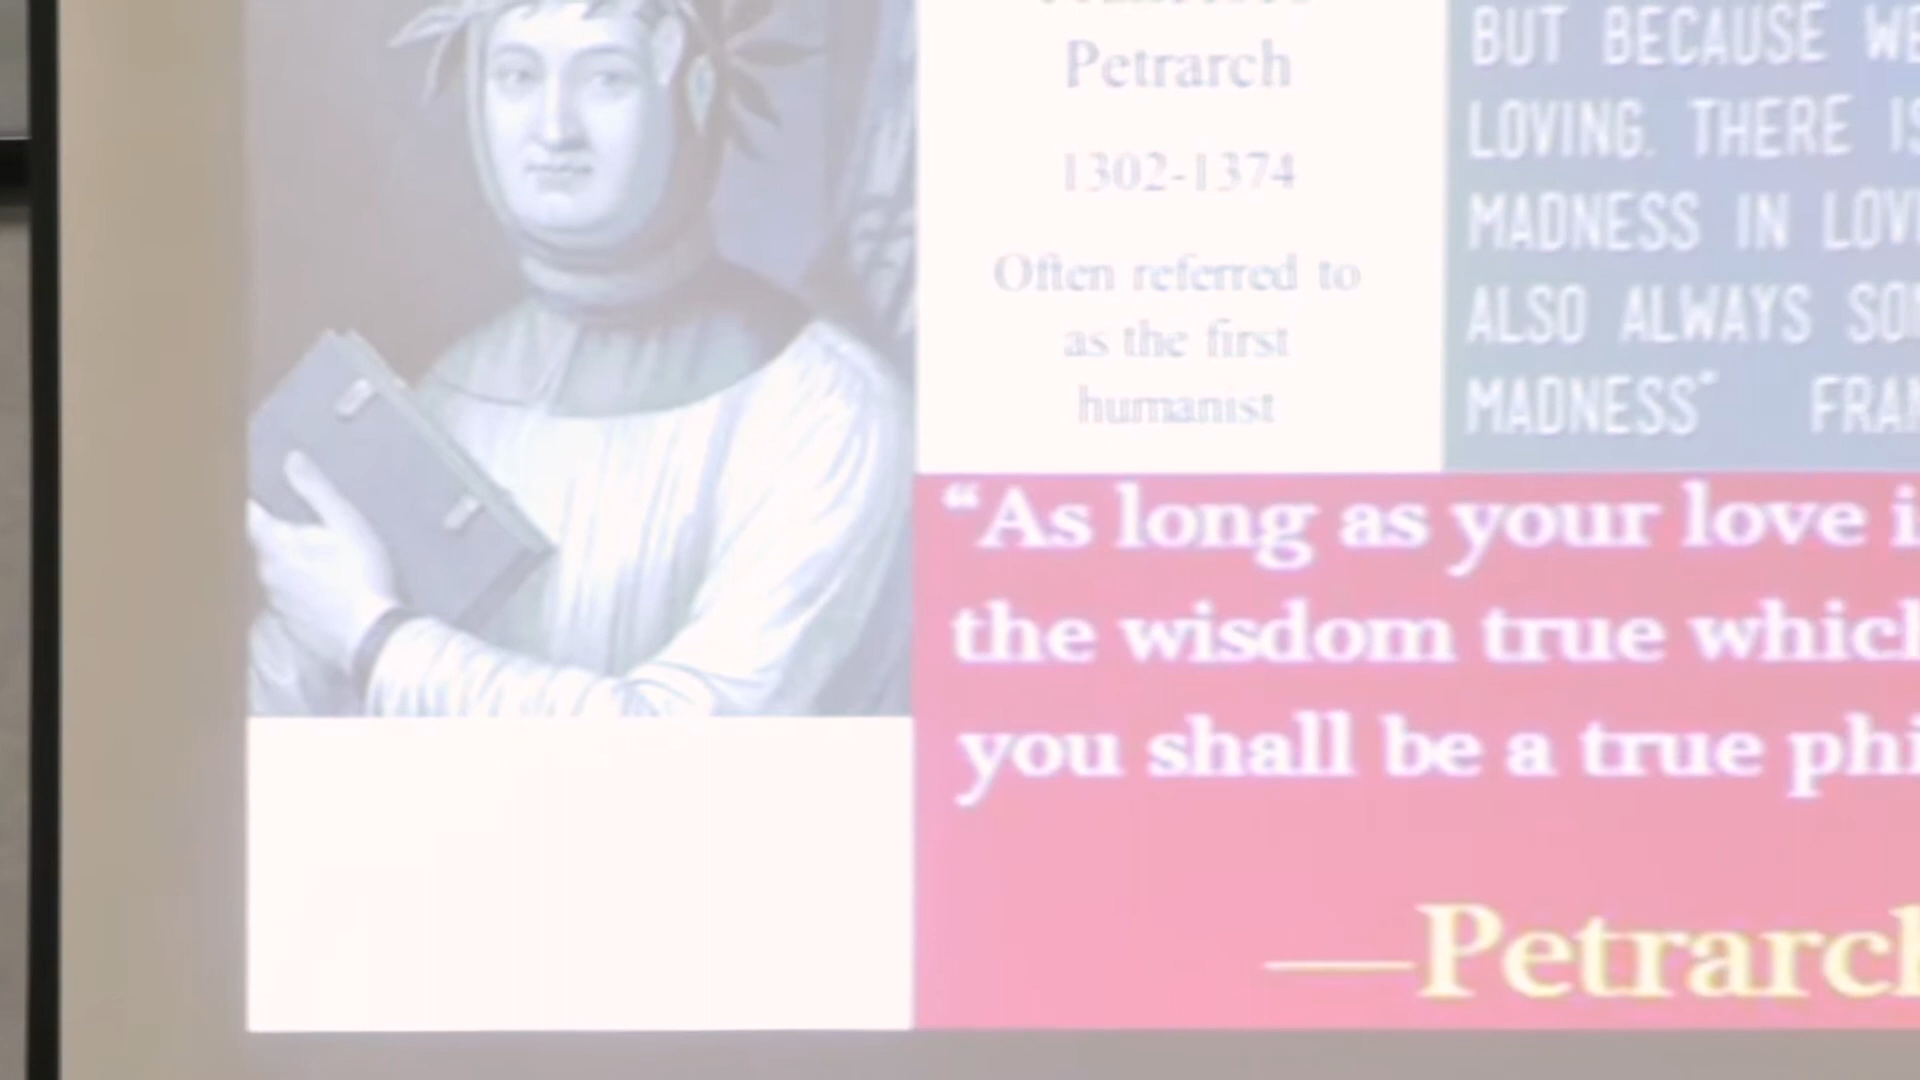 Petrarch
1302-1374
Often referred to
as the first
humanist
BUT BECAUSE WE
LOVING. THERE IS
MADNESS IN LOV
ALSO ALWAYS SOM
MADNESS" FRAN
“As long as your love i
the wisdom true which
you shall be a true phi
—Petrarch